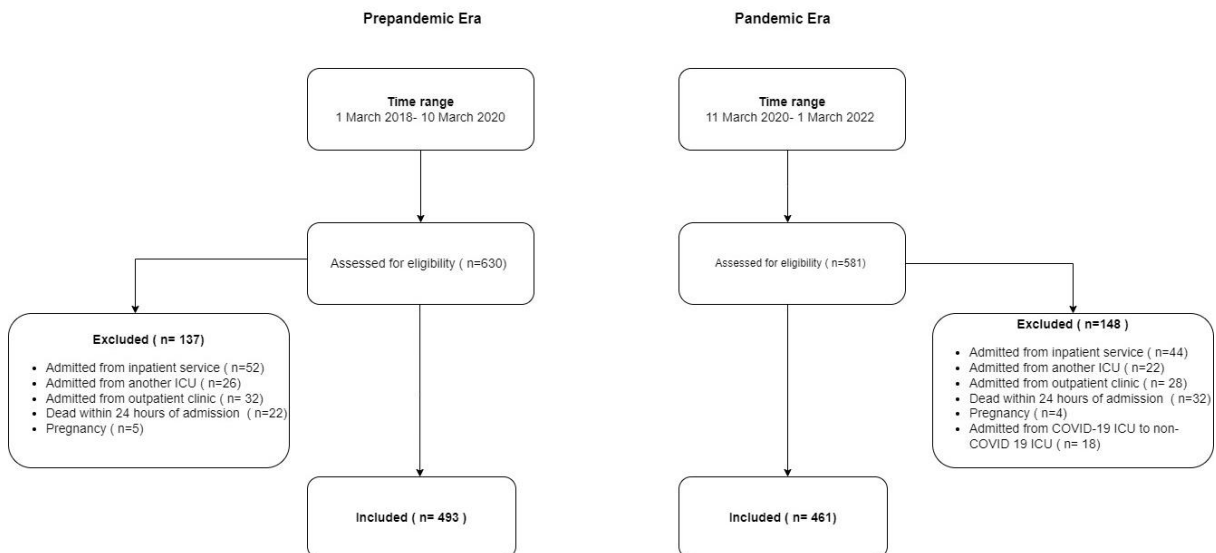 Prepandemic Era
Time range
1 March 2018- 10 March 2020
Assessed for eligibility ( n=630)
Excluded ( n= 137)
• Admitted from inpatient service ( n=52)
• Admitted from another ICU ( n=26)
• Admitted from outpatient clinic ( n= 32)
• Dead within 24 hours of admission ( n=22)
• Pregnancy ( n=5)
Included ( n= 493 )
Pandemic Era
Time range
11 March 2020- 1 March 2022
Assessed for eligibility ( n=581)
Excluded ( n=148 )
• Admitted from inpatient service ( n=44)
• Admitted from another ICU ( n=22)
• Admitted from outpatient clinic ( n= 28)
• Dead within 24 hours of admission ( n=32)
• Pregnancy ( n=4)
• Admitted from COVID-19 ICU to non-
COVID 19 ICU ( n= 18)
Included ( n= 461)